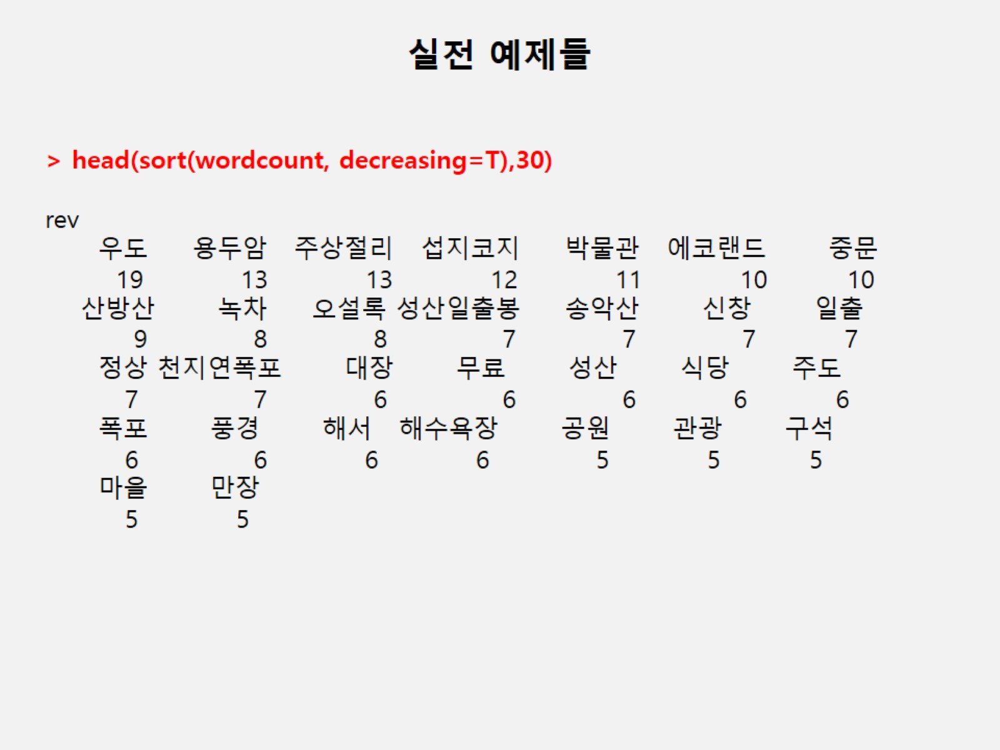 실전 예제들
> head(sort(wordcount, decreasing=T),30)
rev
우도 용두암 주상절리 섭지코지 박물관 에코랜드 중문
19 13 13 12 11 10 10
산방산 녹차 오설록 성산일출봉 송악산 신창 일출
9 8 8 7 7 7 7
정상 천지연폭포 대장 무료 성산 식당 주도
7 7 6 6 6 6 6
폭포 풍경 해서 해수욕장 공원 관광 구석
6 6 6 6 5 5 5
마을 만장
5 5